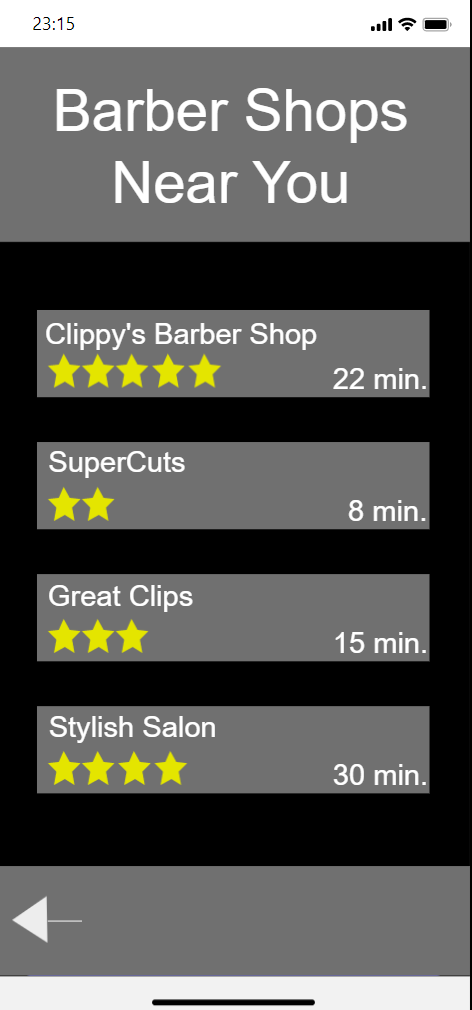 23:15
Barber Shops
Near You
Clippy's Barber Shop
22 min.
SuperCuts
8 min.
Great Clips
15 min.
Stylish Salon
30 min.